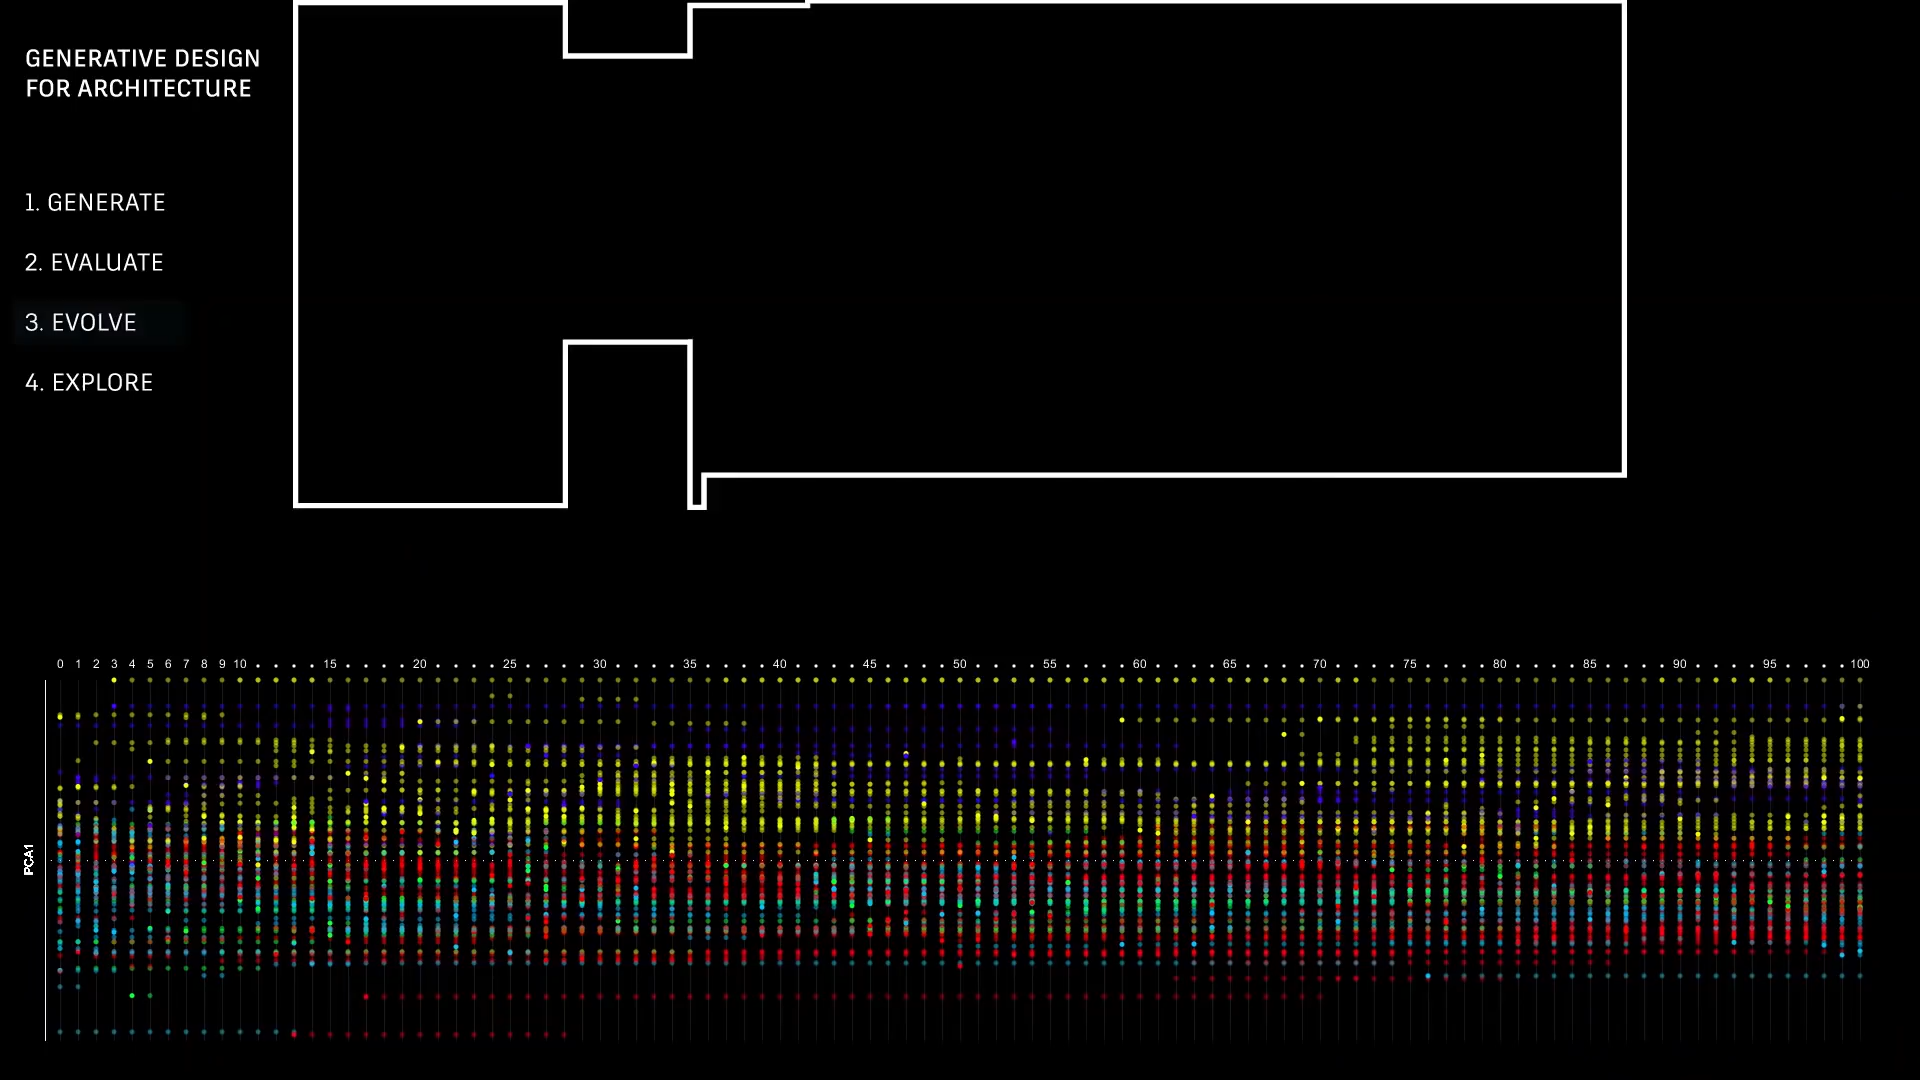 GENERATIVE DESIGN
FOR ARCHITECTURE
1. GENERATE
2. EVALUATE
3. EVOLVE
4. EXPLORE
0 1 2 3 4 5 6 7 8 9 10 15 20 25 30 35 40 45 50 55 60 65 70 75 80 85 90 95 100
PCA1